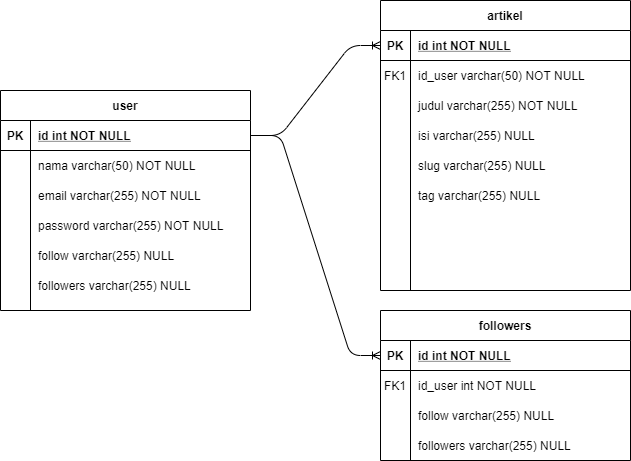 user
PK id int NOT NULL
nama varchar(50) NOT NULL
email varchar(255) NOT NULL
password varchar(255) NOT NULL
follow varchar(255) NULL
followers varchar(255) NULL
artikel
PK id int NOT NULL
FK1 id_user varchar(50) NOT NULL
judul varchar(255) NOT NULL
isi varchar(255) NULL
slug varchar(255) NULL
tag varchar(255) NULL
followers
PK id int NOT NULL
FK1 id_user int NOT NULL
follow varchar(255) NULL
followers varchar(255) NULL